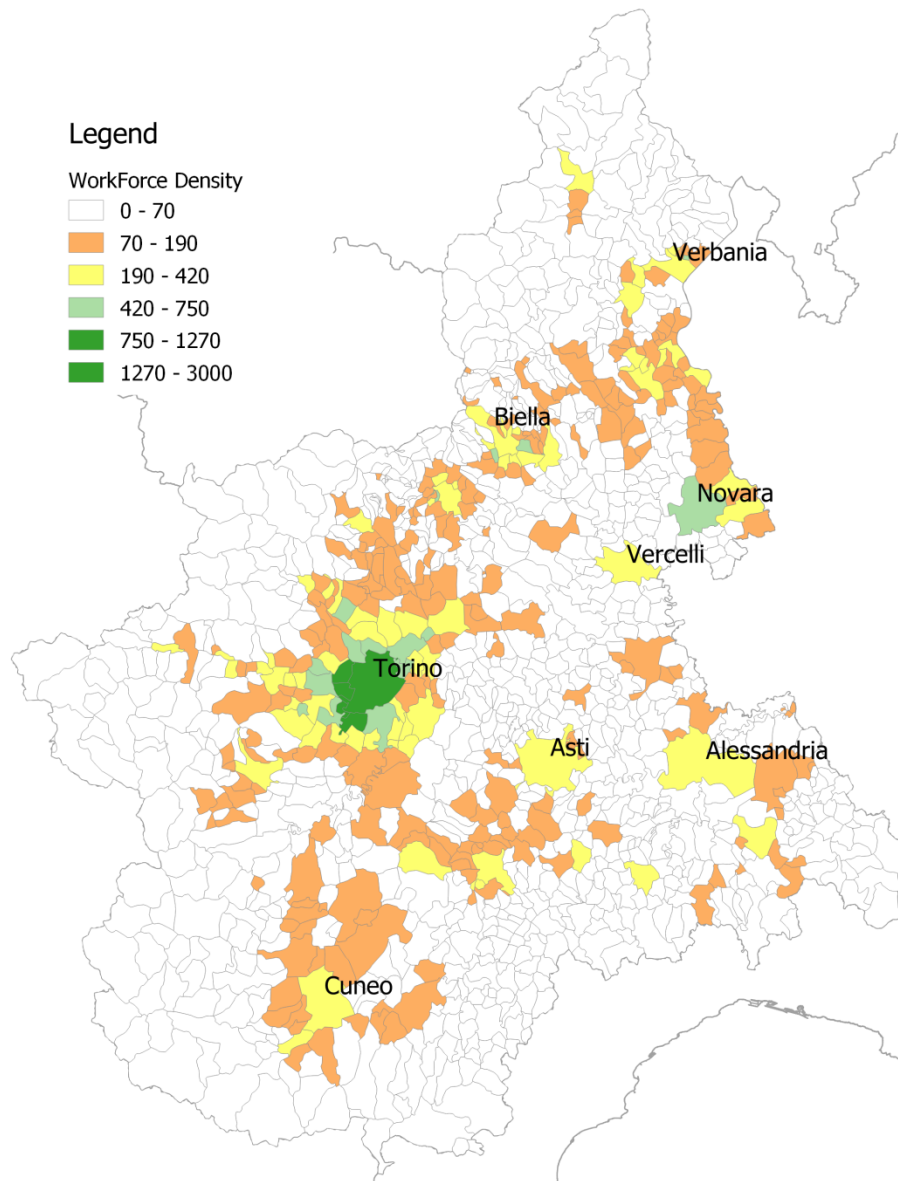 Legend
WorkForce Density
0 - 70
70 - 190
190 - 420
420 - 750
750 - 1270
1270 - 3000
Verbania
Biella
Novara
Vercelli
Torino
Asti
Alessandria
Cuneo